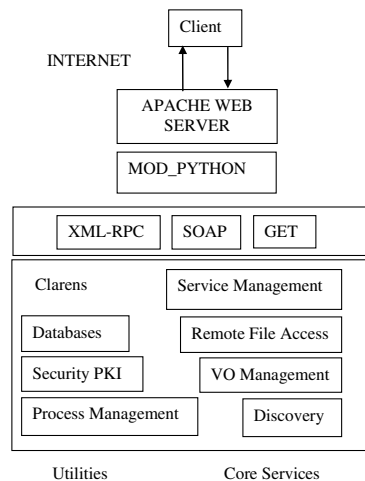 Client
INTERNET
APACHE WEB
SERVER
MOD_PYTHON
XML-RPC
SOAP
GET
Clarens
Service Management
Databases
Remote File Access
Security PKI
VO Management
Process Management
Discovery
Utilities
Core Services